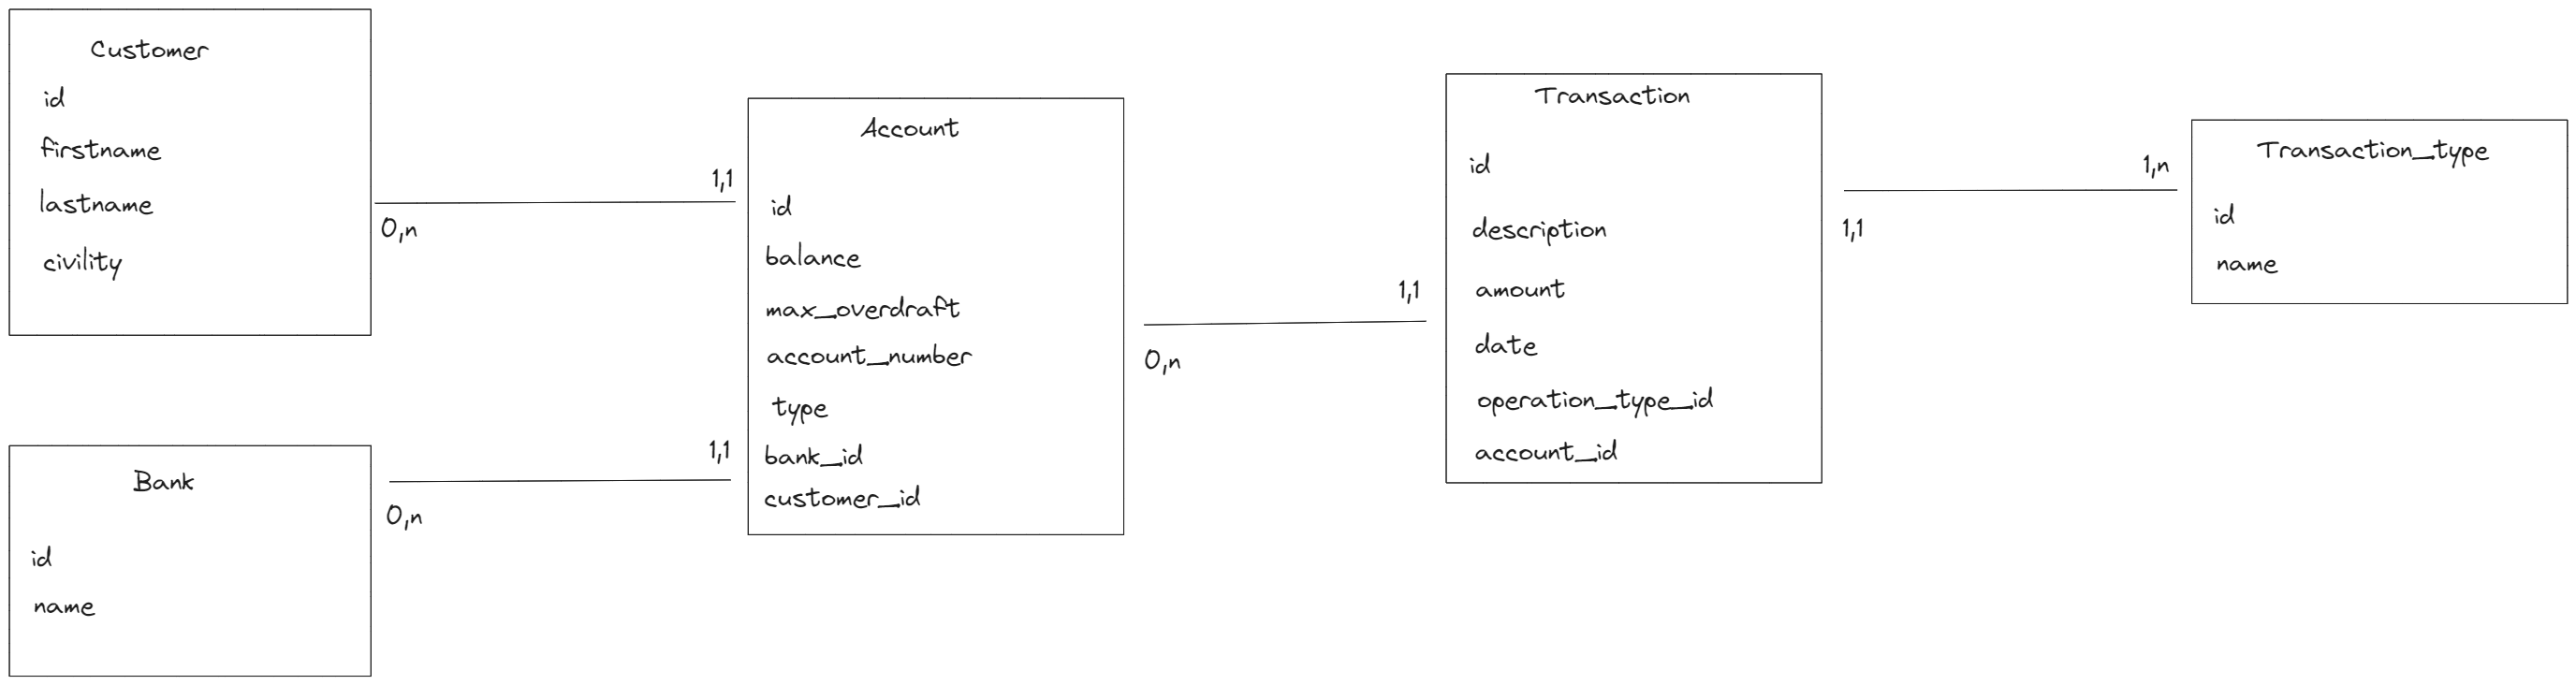 Customer
id
firstname
lastname
civility
0,n
1,1
Bank
id
name
0,n
1,1
Account
id
balance
max_overdraft
account_number
type
bank_id
customer_id
0,n
1,1
Transaction
id
description
amount
date
operation_type_id
account_id
1,1
1,n
Transaction_type
id
name